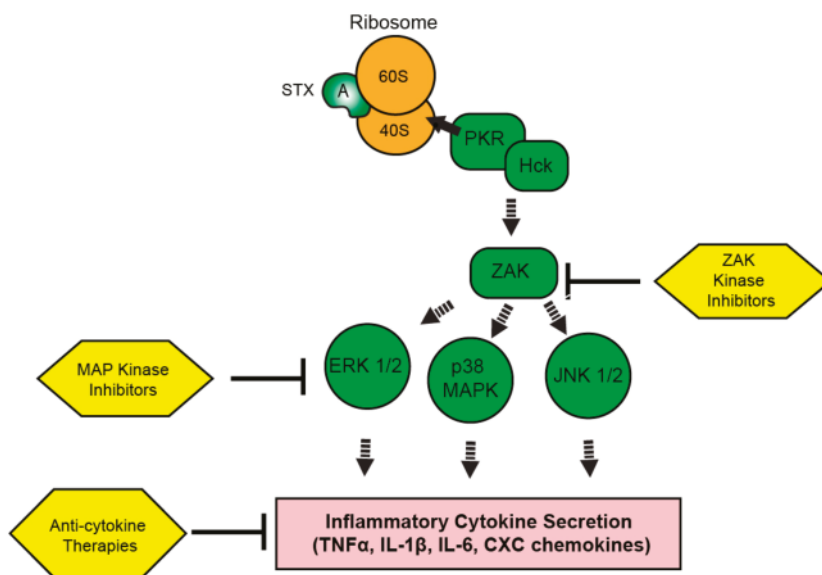 Ribosome
60S
STX
A
40S
PKR
Hck
ZAK
ZAK
Kinase
Inhibitors
ERK 1/2
p38
MAPK
JNK 1/2
MAP Kinase
Inhibitors
Anti-cytokine
Therapies
Inflammatory Cytokine Secretion
(TNFα, IL-1β, IL-6, CXC chemokines)